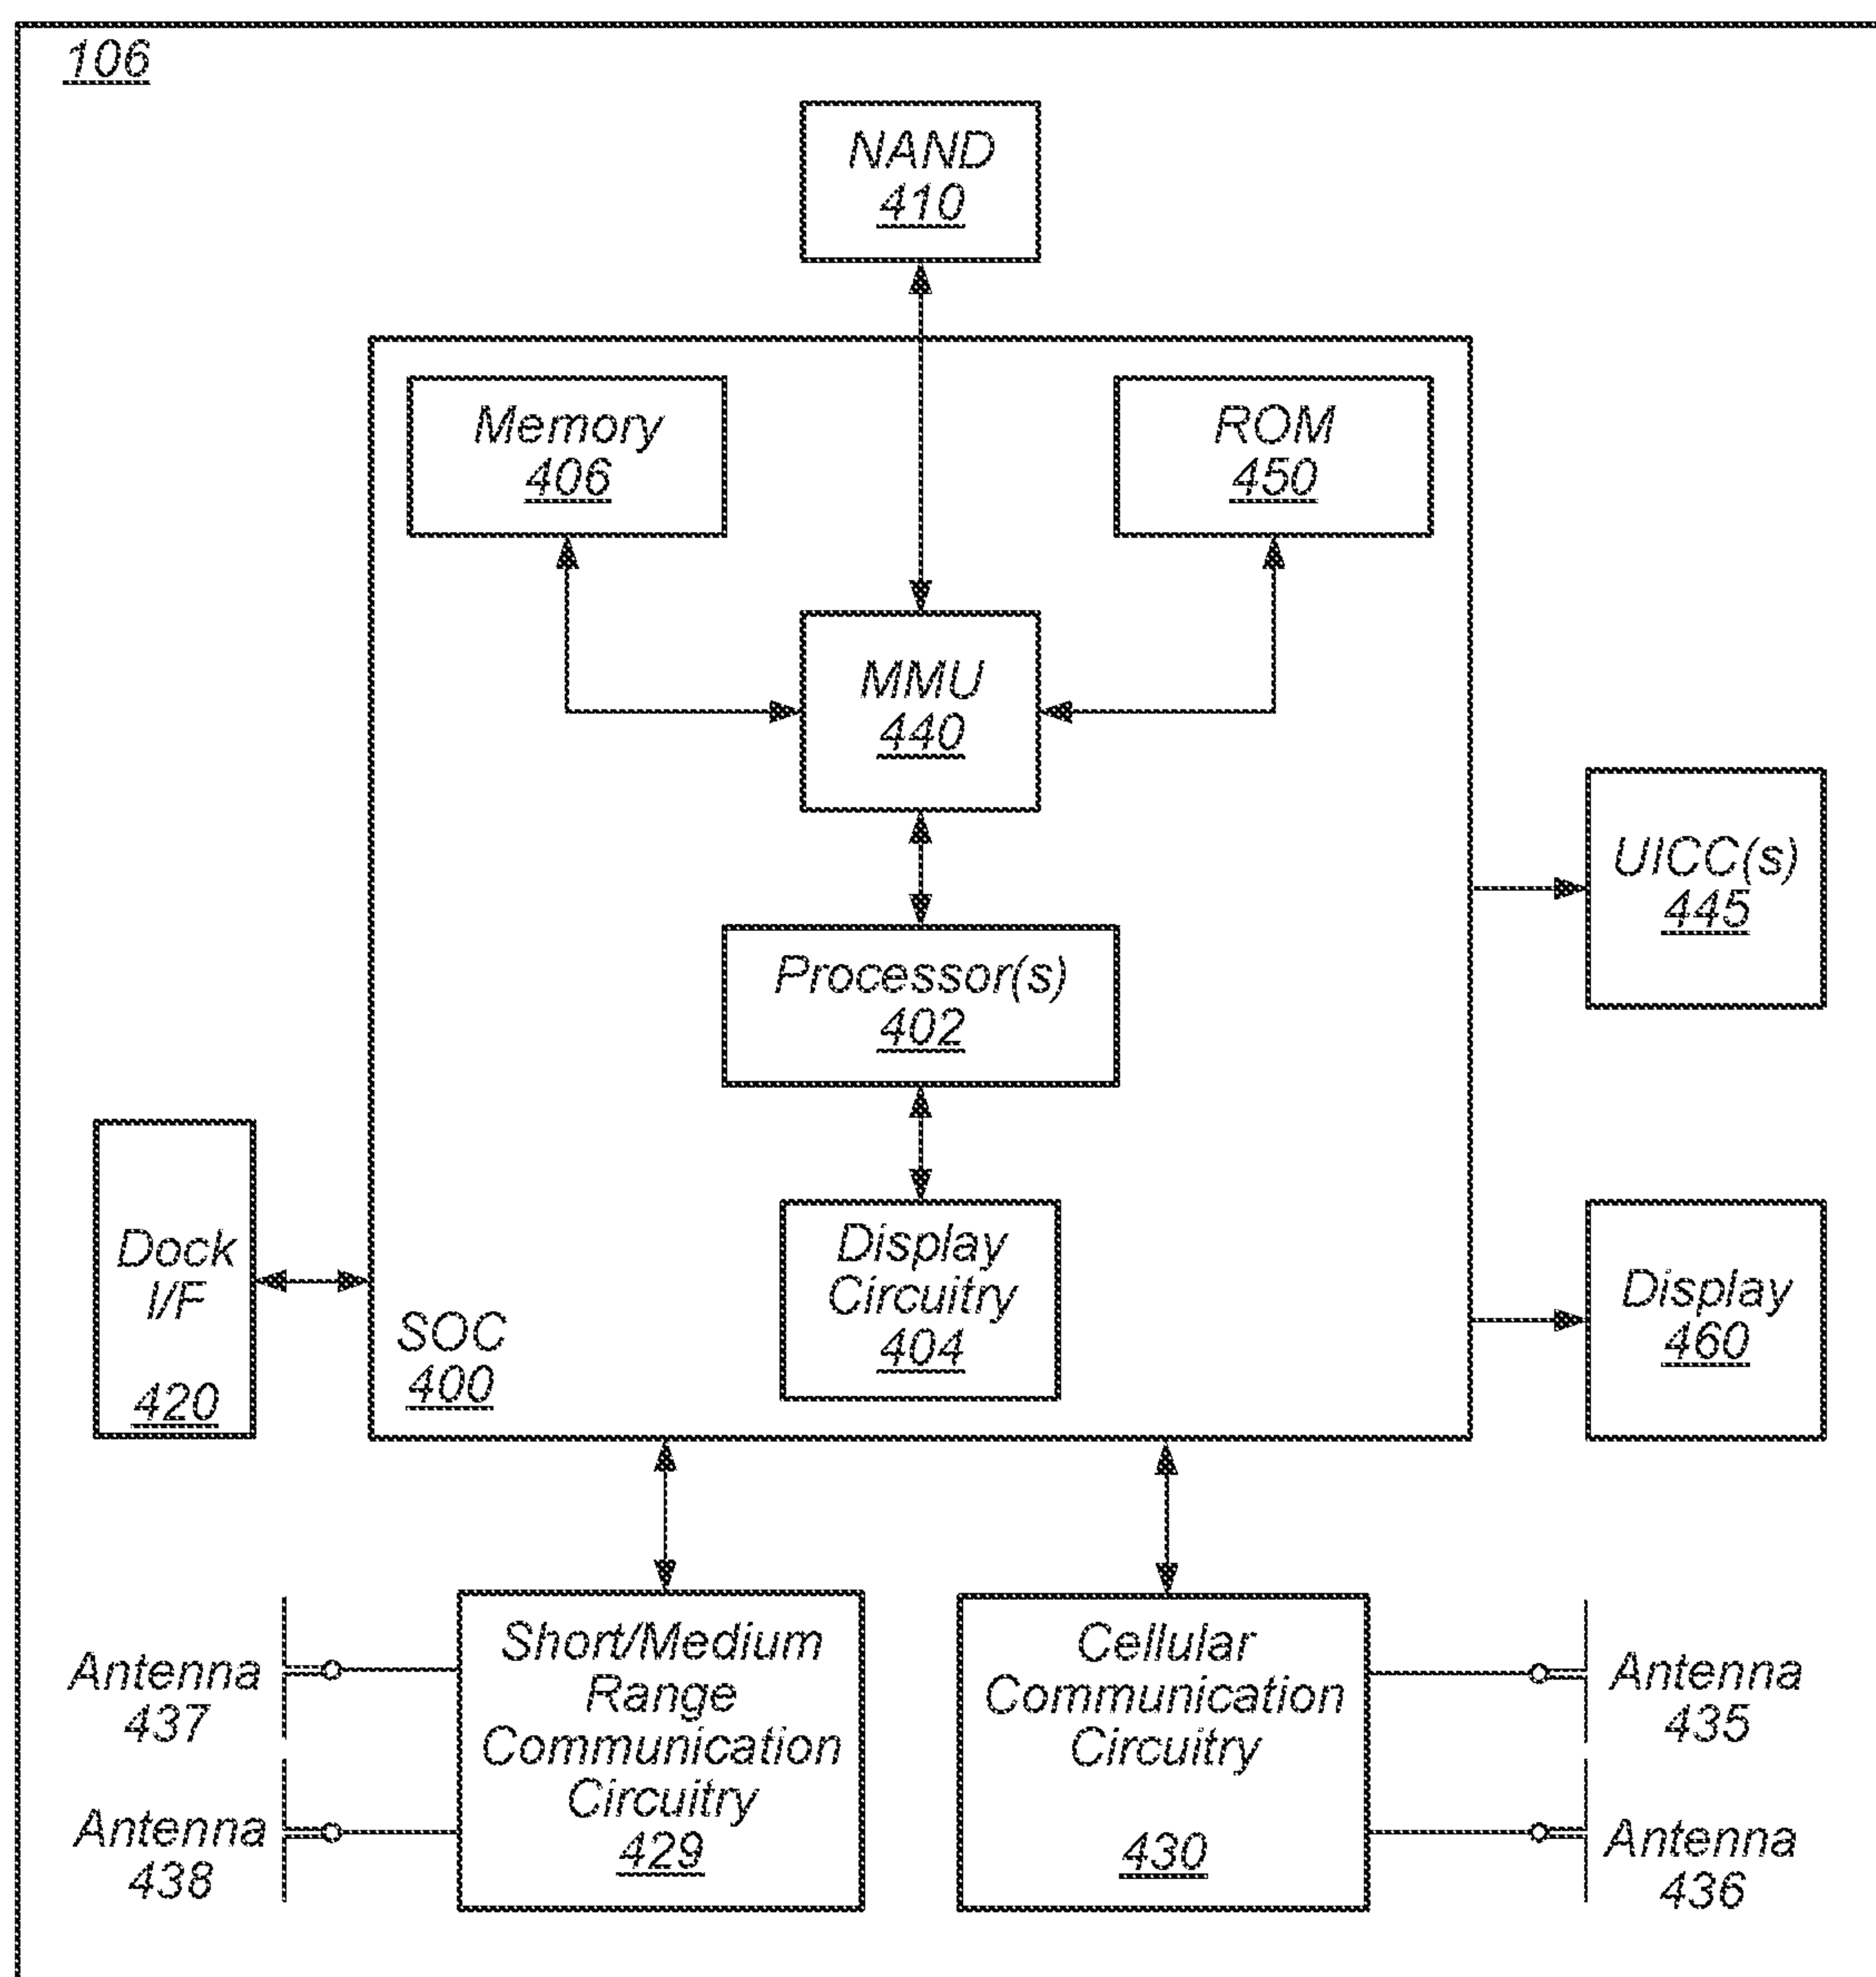 106
NAND
410
Memory
406
ROM
450
MMU
440
UICC(s)
445
Processor(s)
402
Dock
I/F
420
SOC
400
Display
Circuitry
404
Display
460
Antenna
437
Antenna
438
Short/Medium
Range
Communication
Circuitry
429
Cellular
Communication
Circuitry
430
Antenna
435
Antenna
436